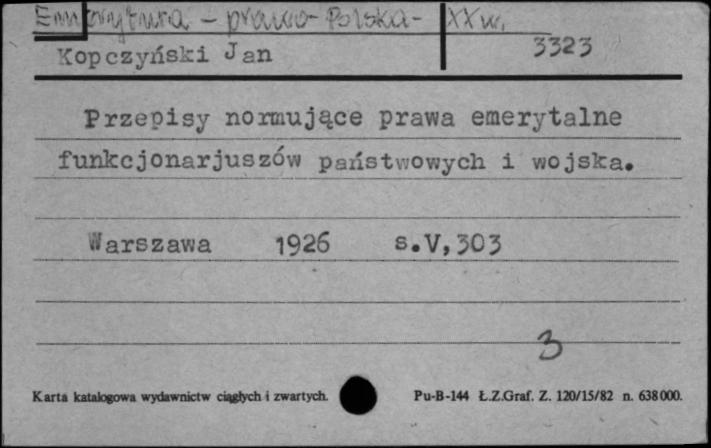 Emerytura - prawo - Polska - XX w.
Kopczyński Jan 3323
Przepisy normujące prawa emerytalne
funkcjonarjuszów państwowych i wojska.
Warszawa 1926 s.V,303
3
Karta katalogowa wydawnictw ciągłych i zwartych. Pu-B-144 Ł.Z.Graf. Z. 120/15/82 n. 638000.